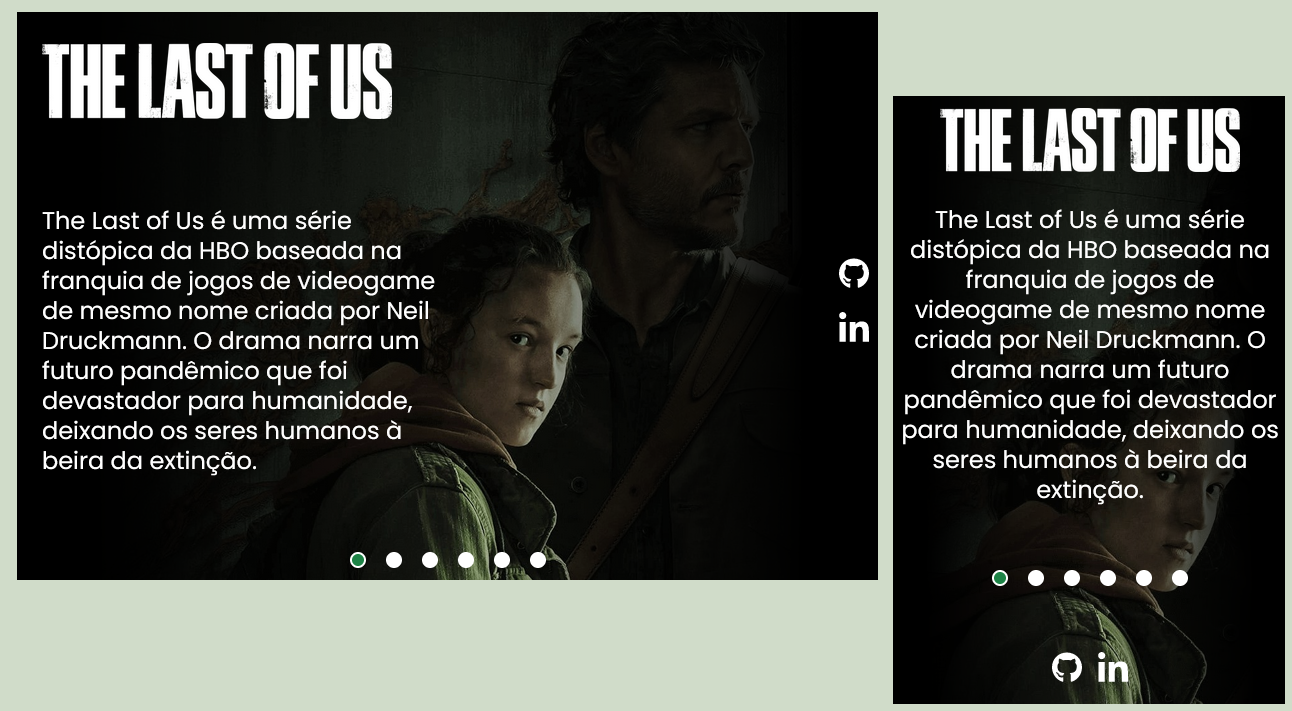 THE LAST OF US
The Last of Us é uma série
distópica da HBO baseada na
franquia de jogos de videogame
de mesmo nome criada por Neil
Druckmann. O drama narra um
futuro pandêmico que foi
devastador para humanidade,
deixando os seres humanos à
beira da extinção.
in
THE LAST OF US
The Last of Us é uma série
distópica da HBO baseada na
franquia de jogos de
videogame de mesmo nome
criada por Neil Druckmann. O
drama narra um futuro
pandêmico que foi devastador
para humanidade, deixando os
seres humanos à beira da
extinção.
in